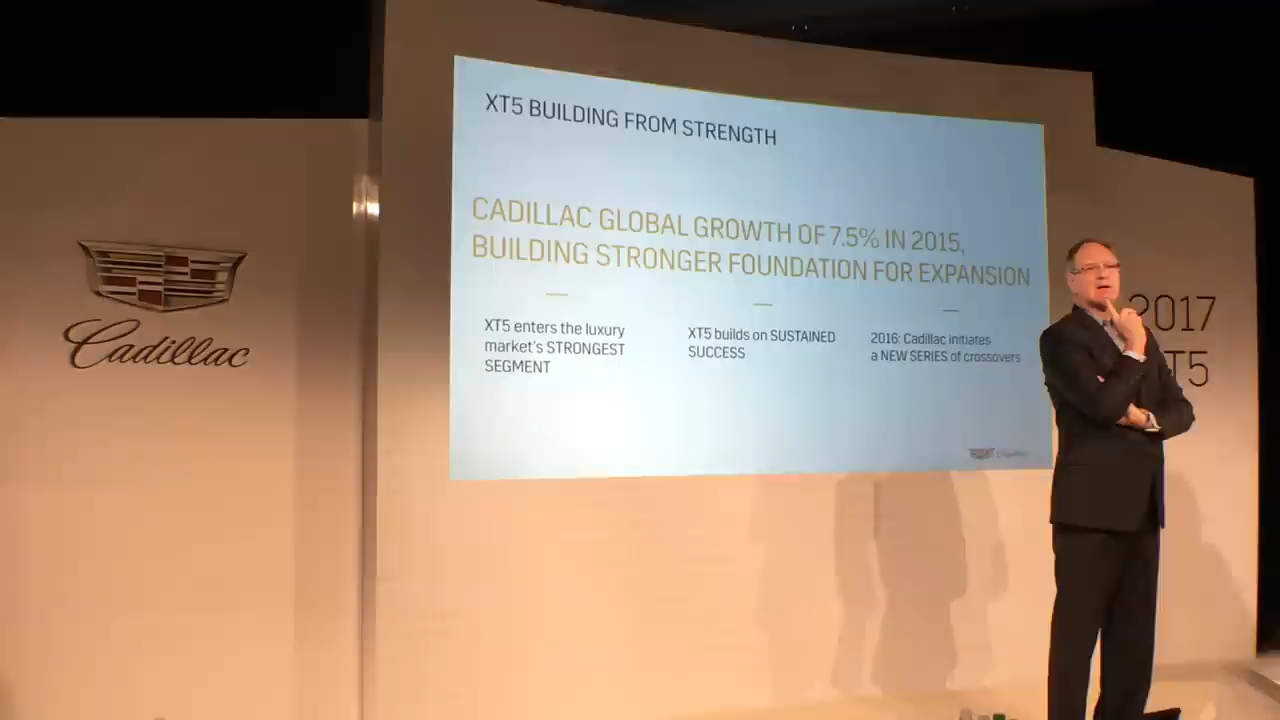 Cadillac
XT5 BUILDING FROM STRENGTH
CADILLAC GLOBAL GROWTH OF 7.5% IN 2015,
BUILDING STRONGER FOUNDATION FOR EXPANSION
XT5 enters the luxury
market's STRONGEST
SEGMENT
XT5 builds on SUSTAINED
SUCCESS
2016: Cadillac initiates
a NEW SERIES of crossovers
2017
T5